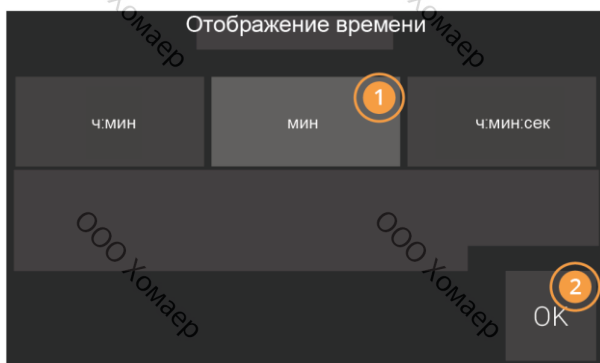 Отображение времени
ч:мин
мин
1
ч:мин:сек
ООО Хомаер
ООО Хомаер
2
OK
Хомаер
Хомаер